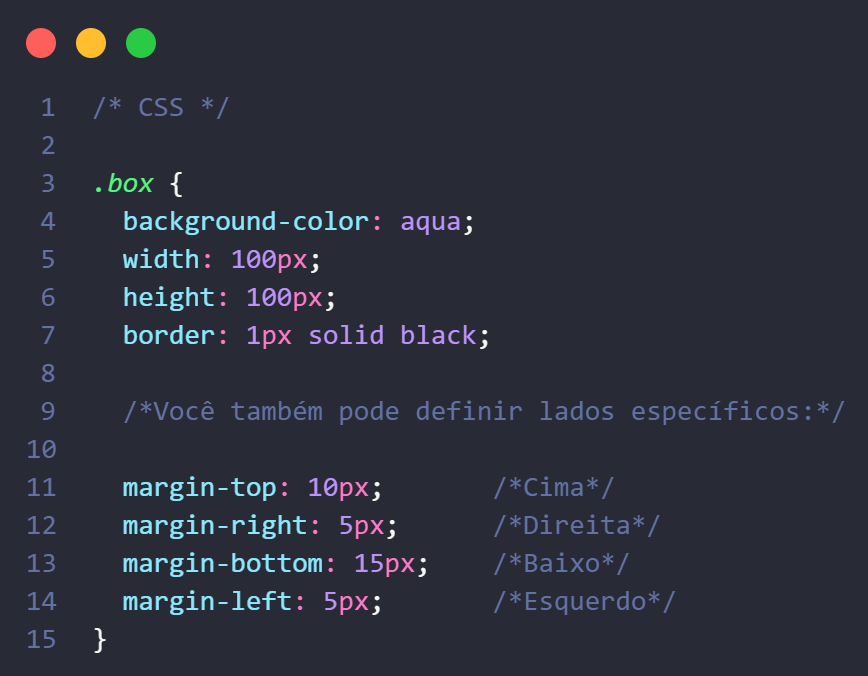 1 /* CSS */
2
3 .box {
4 background-color: aqua;
5 width: 100px;
6 height: 100px;
7 border: 1px solid black;
8
9 /*Você também pode definir lados específicos:*/
10
11 margin-top: 10px; /*Cima*/
12 margin-right: 5px; /*Direita*/
13 margin-bottom: 15px; /*Baixo*/
14 margin-left: 5px; /*Esquerdo*/
15 }